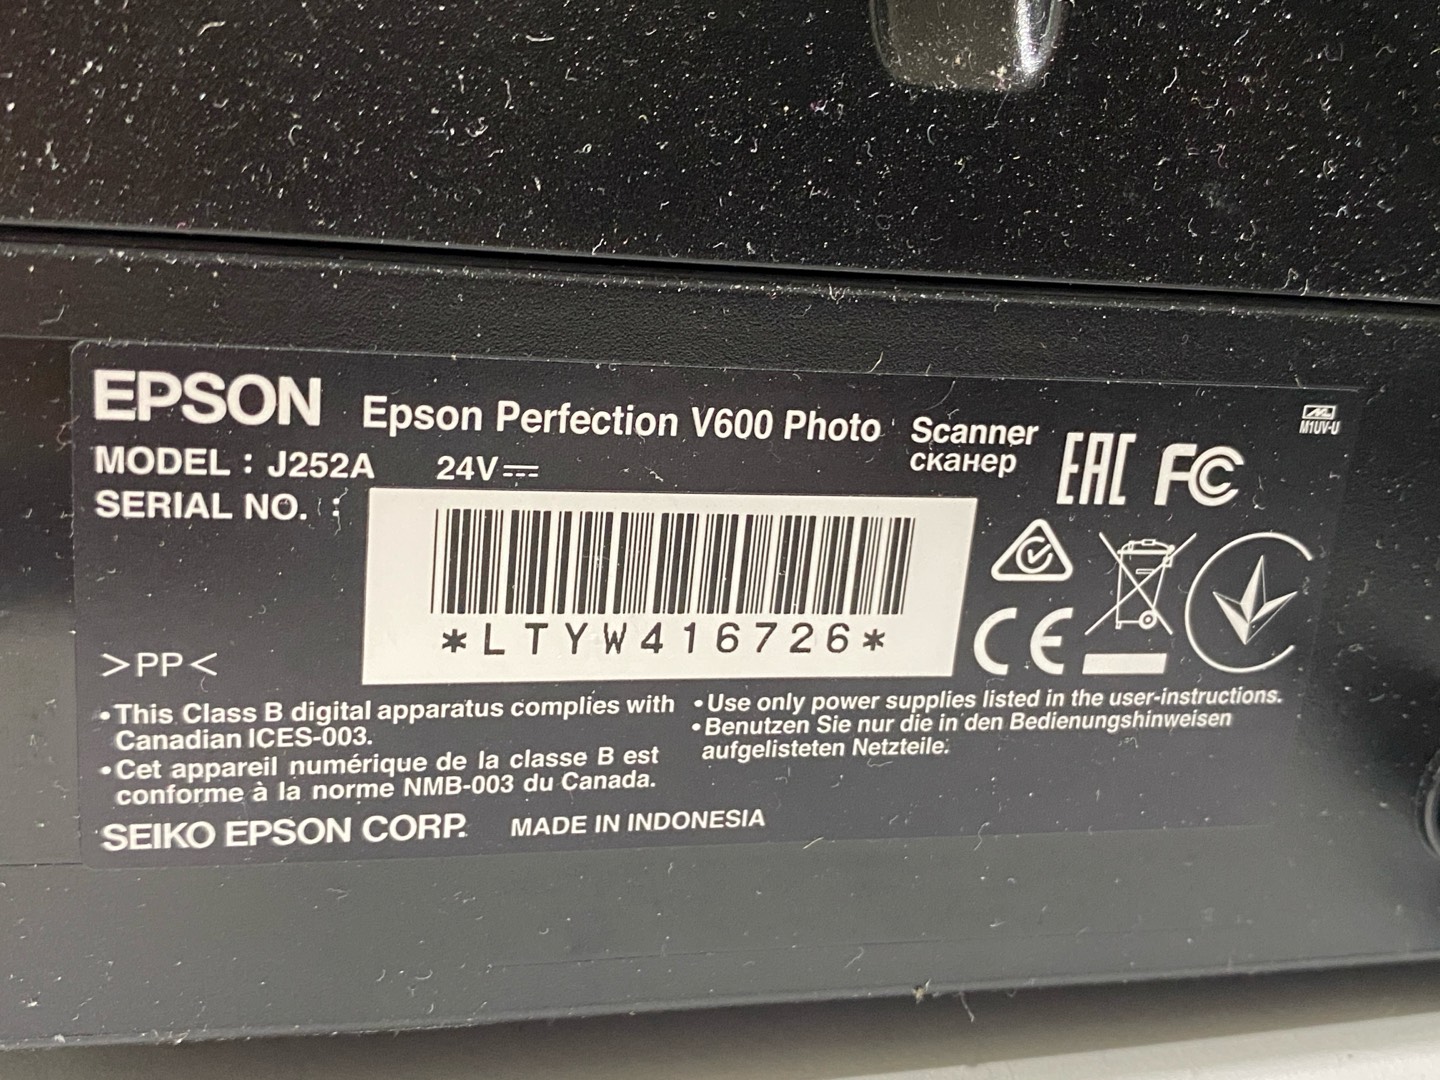 EPSON Epson Perfection V600 Photo Scanner
сканер
M1UV-U
MODEL : J252A 24V
EAC FC
SERIAL NO. :
*LTYW416726*
CE
>PP<
•This Class B digital apparatus complies with
Canadian ICES-003.
•Cet appareil numérique de la classe B est
conforme à la norme NMB-003 du Canada.
•Use only power supplies listed in the user-instructions.
•Benutzen Sie nur die in den Bedienungshinweisen
aufgelisteten Netzteile.
SEIKO EPSON CORP. MADE IN INDONESIA